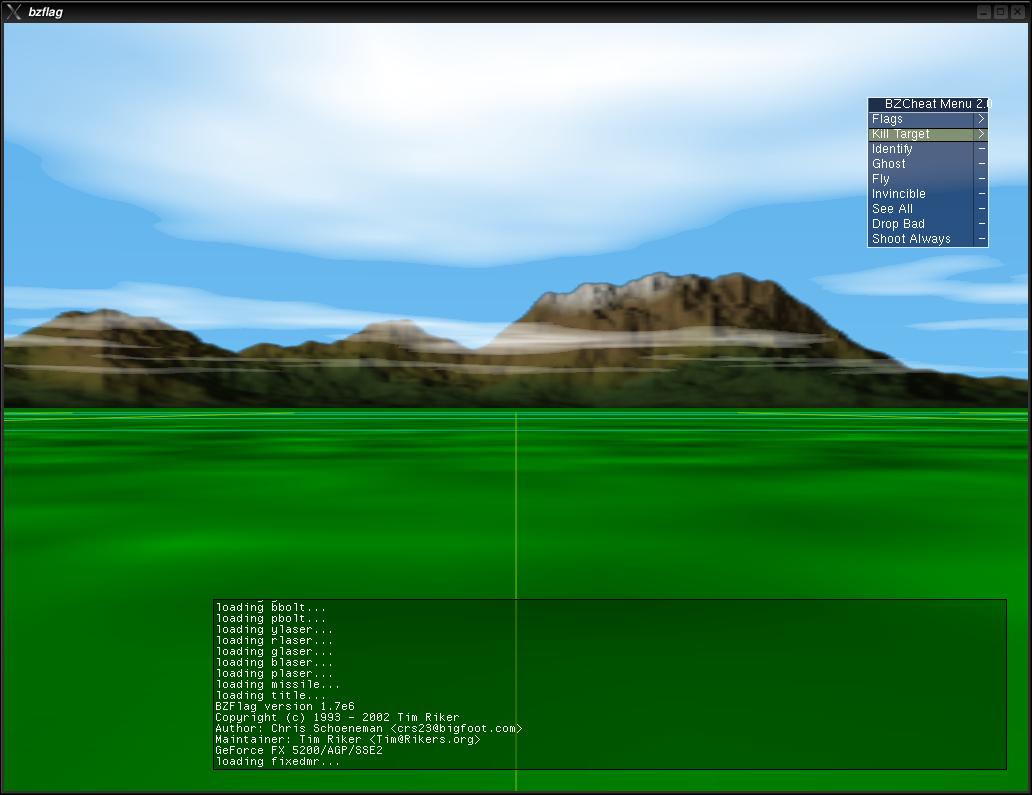 bzflag
BZCheat Menu 2.0
Flags >
Kill Target >
Identify -
Ghost -
Fly -
Invincible -
See All -
Drop Bad -
Shoot Always -
loading bbolt...
loading pbolt...
loading ylaser...
loading rlaser...
loading glaser...
loading blaser...
loading plaser...
loading missile...
loading title...
BZFlag version 1.7e6
Copyright (c) 1993 - 2002 Tim Riker
Author: Chris Schoeneman <crs23@bigfoot.com>
Maintainer: Tim Riker <Tim@Rikers.org>
GeForce FX 5200/AGP/SSE2
loading fixedmr...